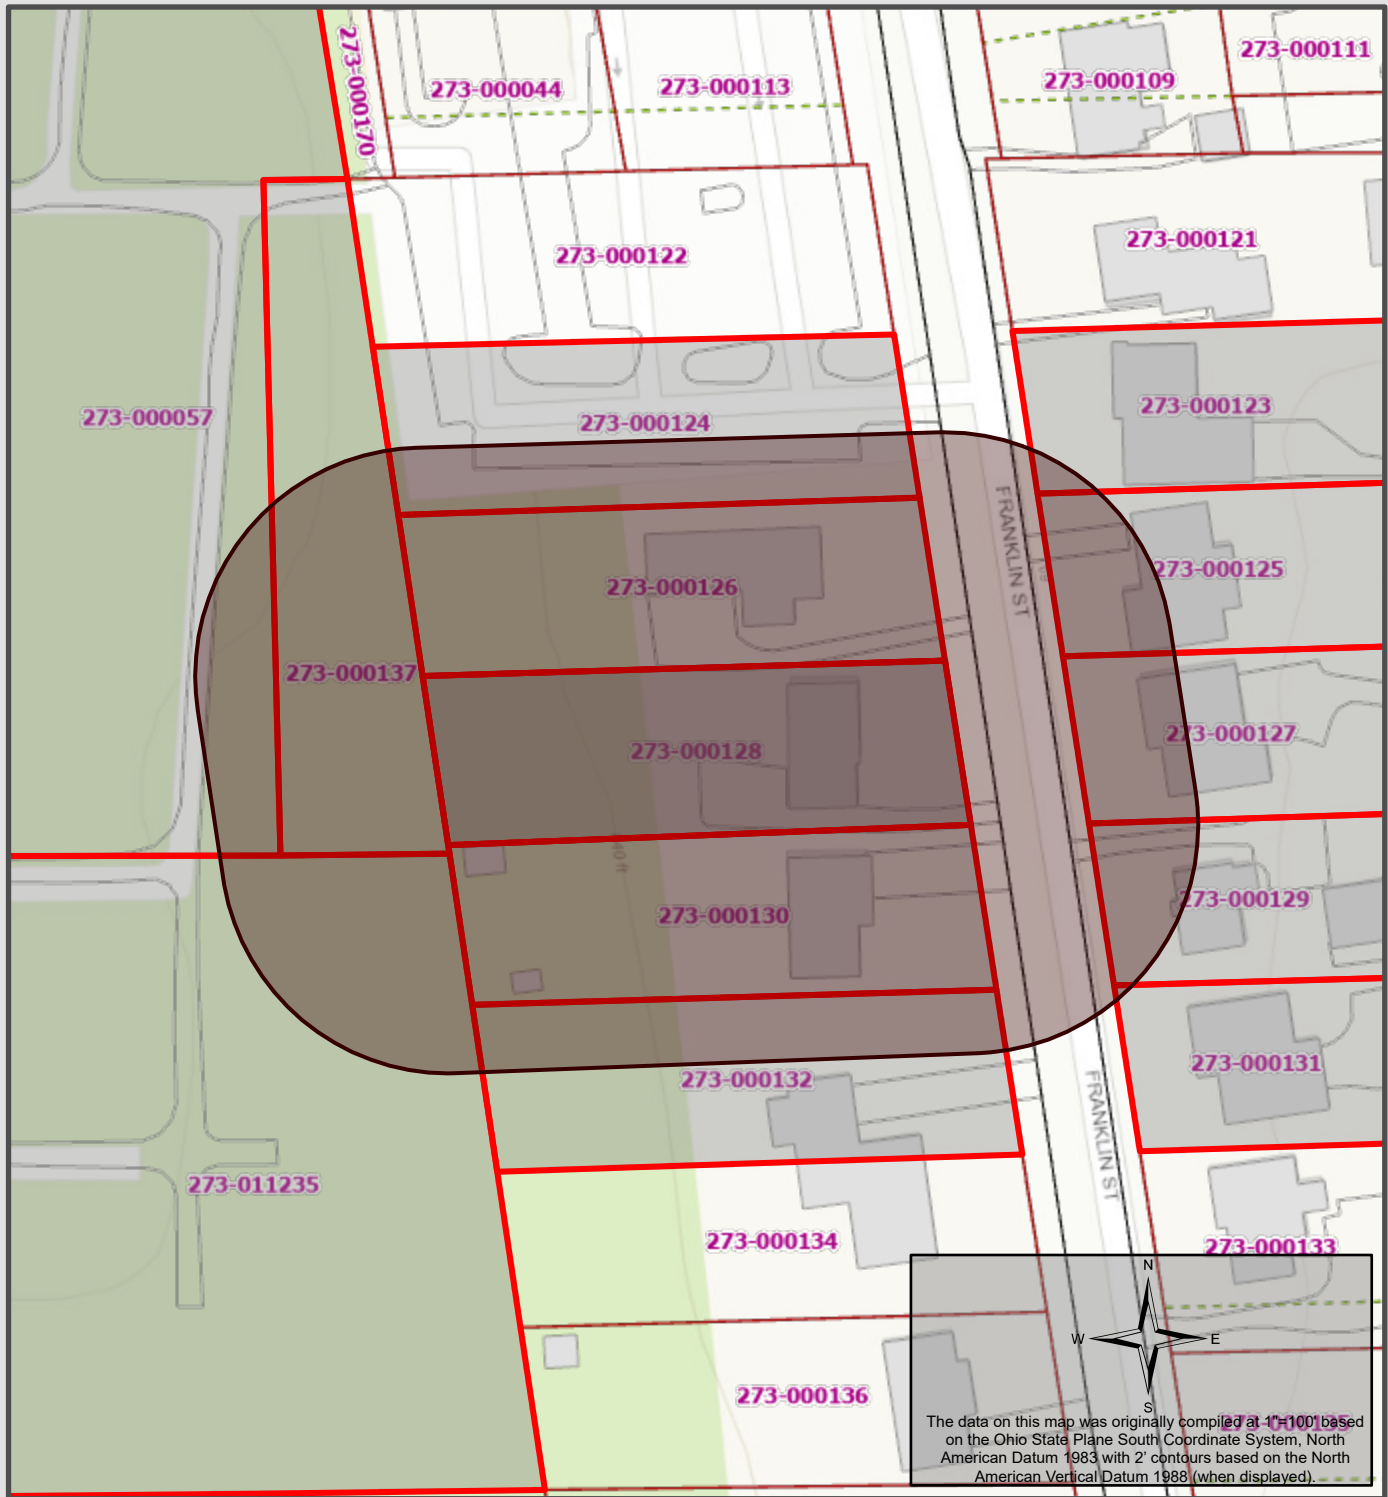 273-000170
273-000044
273-000113
273-000109
273-000111
273-000122
273-000121
273-000057
273-000124
273-000123
FRANKLIN ST
273-000126
273-000125
273-000137
273-000128
273-000127
273-000130
273-000129
273-000132
273-000131
FRANKLIN ST
273-011235
273-000134
273-000133
273-000136
273-000135
N
W E
S
The data on this map was originally compiled at 1"=100' based
on the Ohio State Plane South Coordinate System, North
American Datum 1983 with 2' contours based on the North
American Vertical Datum 1988 (when displayed).